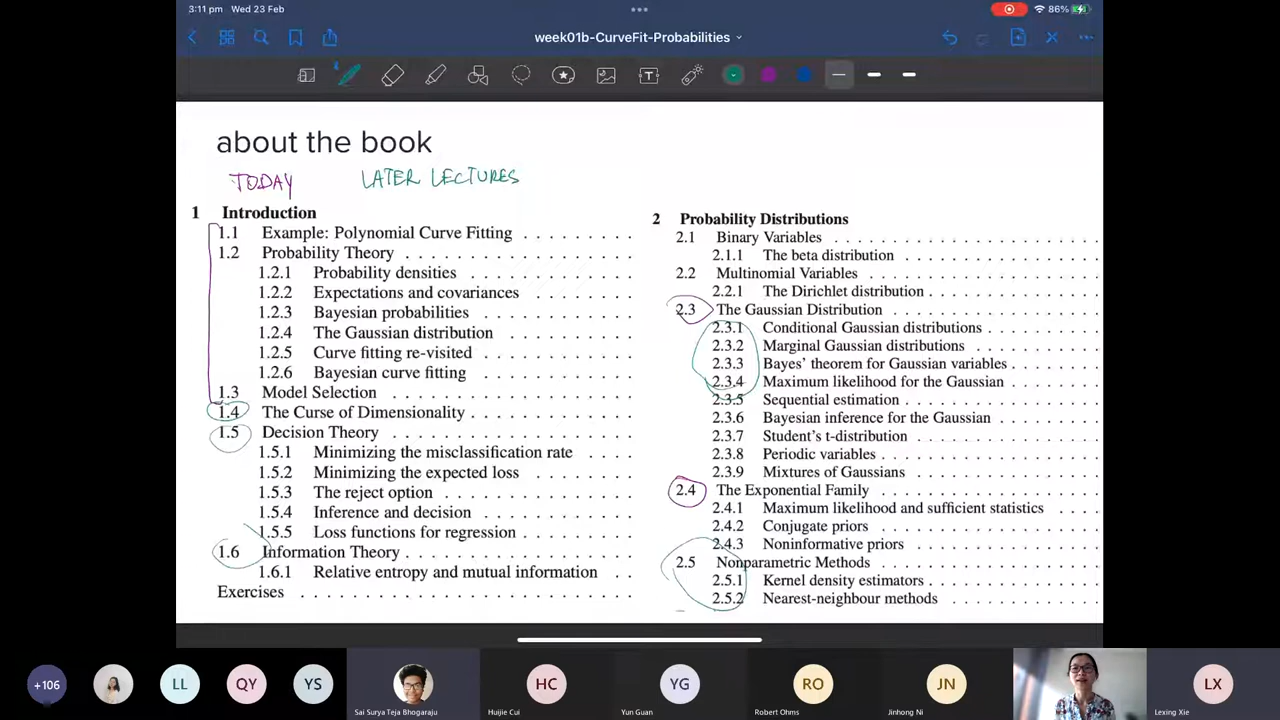 3:11 pm Wed 23 Feb
86%
week01b-CurveFit-Probabilities
about the book
TODAY LATER LECTURES
1 Introduction
1.1 Example: Polynomial Curve Fitting . . . . . . . .
1.2 Probability Theory . . . . . . . . . . . . . .
1.2.1 Probability densities . . . . . . . . . . .
1.2.2 Expectations and covariances . . . . . . . .
1.2.3 Bayesian probabilities . . . . . . . . . .
1.2.4 The Gaussian distribution . . . . . . . . .
1.2.5 Curve fitting re-visited . . . . . . . . . .
1.2.6 Bayesian curve fitting . . . . . . . . . .
1.3 Model Selection . . . . . . . . . . . . . . .
1.4 The Curse of Dimensionality . . . . . . . . . .
1.5 Decision Theory . . . . . . . . . . . . . . .
1.5.1 Minimizing the misclassification rate . . . .
1.5.2 Minimizing the expected loss . . . . . . . .
1.5.3 The reject option . . . . . . . . . . . .
1.5.4 Inference and decision . . . . . . . . . .
1.5.5 Loss functions for regression . . . . . . . .
1.6 Information Theory . . . . . . . . . . . . . .
1.6.1 Relative entropy and mutual information . .
Exercises . . . . . . . . . . . . . . . . . . .
2 Probability Distributions
2.1 Binary Variables . . . . . . . . . . . . . . . . . .
2.1.1 The beta distribution . . . . . . . . . . . . . .
2.2 Multinomial Variables . . . . . . . . . . . . . . . .
2.2.1 The Dirichlet distribution . . . . . . . . . . . .
2.3 The Gaussian Distribution . . . . . . . . . . . . . .
2.3.1 Conditional Gaussian distributions . . . . . . . .
2.3.2 Marginal Gaussian distributions . . . . . . . . .
2.3.3 Bayes’ theorem for Gaussian variables . . . . . .
2.3.4 Maximum likelihood for the Gaussian . . . . . .
2.3.5 Sequential estimation . . . . . . . . . . . . . .
2.3.6 Bayesian inference for the Gaussian . . . . . . .
2.3.7 Student’s t-distribution . . . . . . . . . . . . .
2.3.8 Periodic variables . . . . . . . . . . . . . . .
2.3.9 Mixtures of Gaussians . . . . . . . . . . . . .
2.4 The Exponential Family . . . . . . . . . . . . . . .
2.4.1 Maximum likelihood and sufficient statistics . . .
2.4.2 Conjugate priors . . . . . . . . . . . . . . . .
2.4.3 Noninformative priors . . . . . . . . . . . . .
2.5 Nonparametric Methods . . . . . . . . . . . . . . .
2.5.1 Kernel density estimators . . . . . . . . . . . .
2.5.2 Nearest-neighbour methods . . . . . . . . . . .
+106 LL QY YS HC YG RO JN LX
Sai Surya Teja Bhogaraju Huijie Cui Yun Guan Robert Ohms Jinhong Ni Lexing Xie